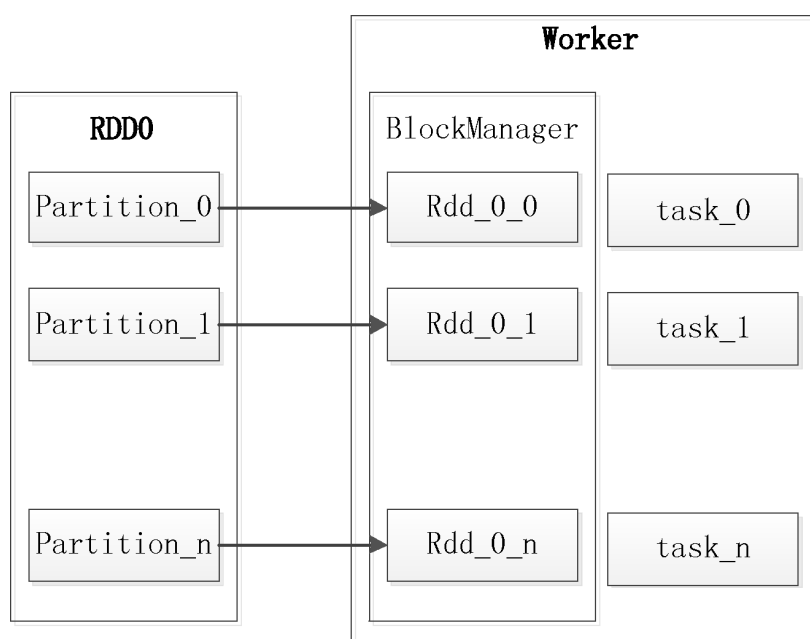 Worker
RDD0
BlockManager
Partition_0
Rdd_0_0
task_0
Partition_1
Rdd_0_1
task_1
Partition_n
Rdd_0_n
task_n